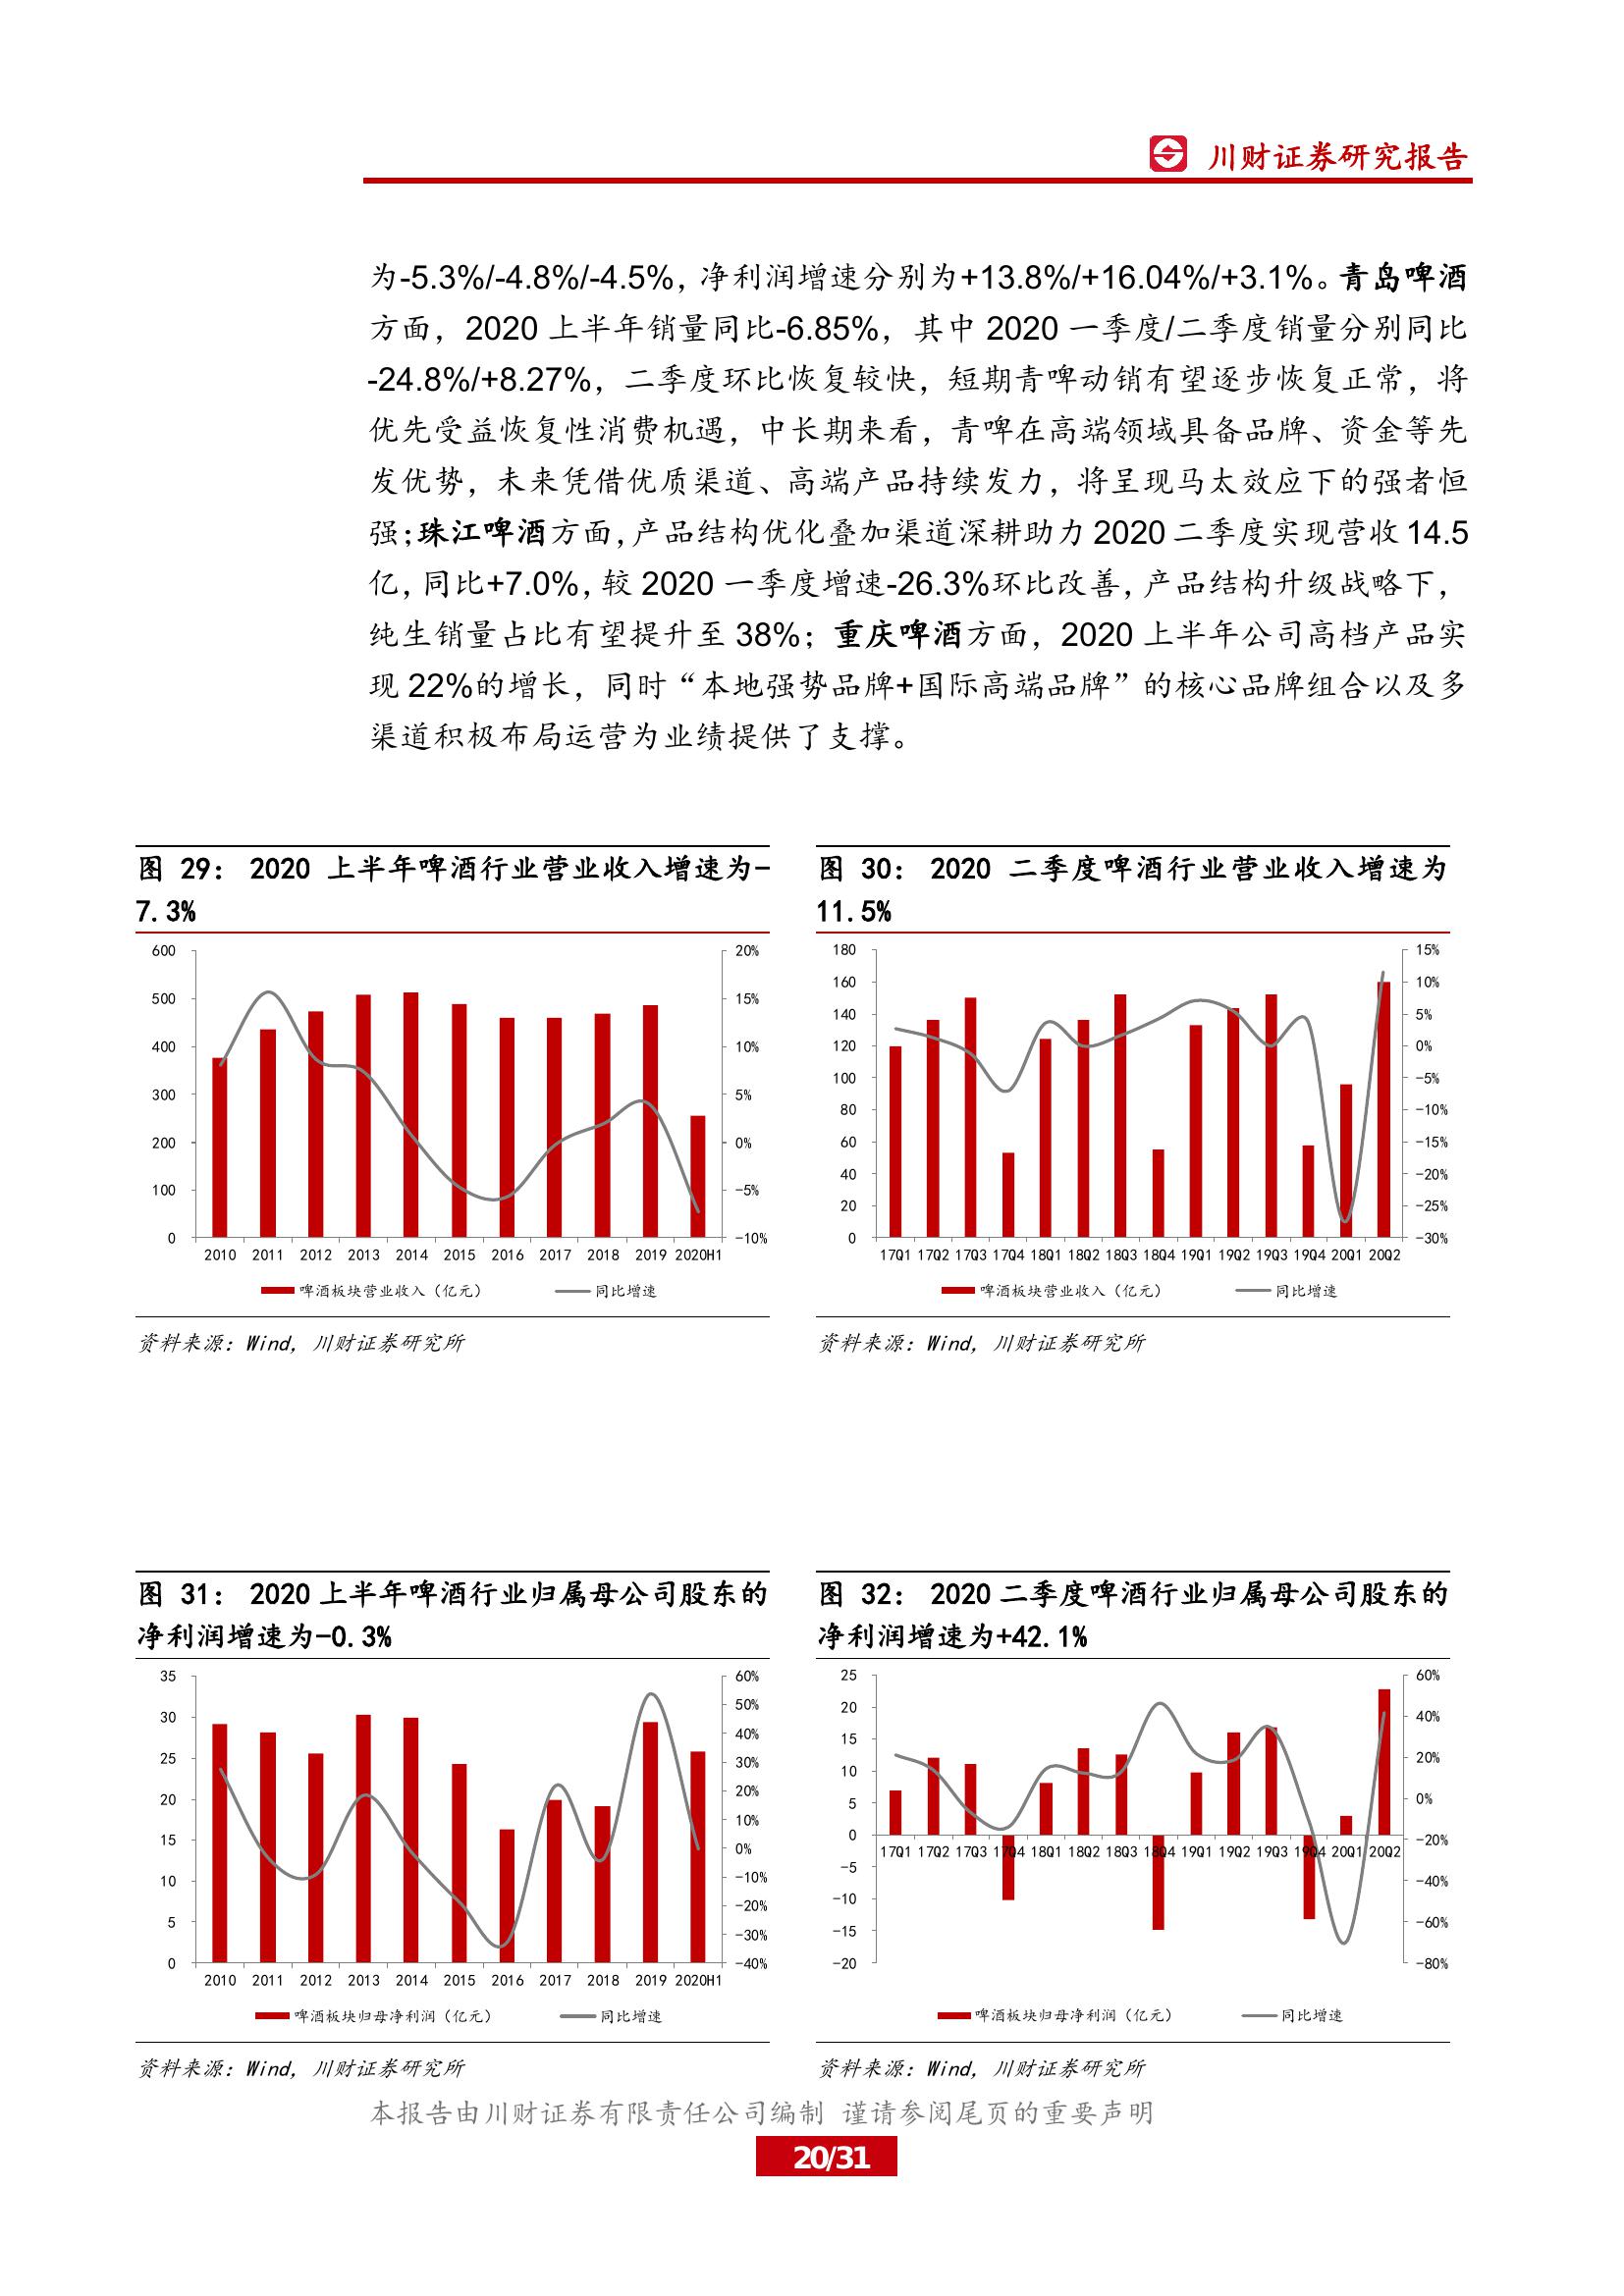 川财证券研究报告
为-5.3%/-4.8%/-4.5%, 净利润增速分别为+13.8%/+16.04%/+3.1%。青岛啤酒
方面，2020 上半年销量同比-6.85%，其中 2020 一季度/二季度销量分别同比
-24.8%/+8.27%，二季度环比恢复较快，短期青啤动销有望逐步恢复正常，将
优先受益恢复性消费机遇，中长期来看，青啤在高端领域具备品牌、资金等先
发优势，未来凭借优质渠道、高端产品持续发力，将呈现马太效应下的强者恒
强；珠江啤酒方面，产品结构优化叠加渠道深耕助力 2020 二季度实现营收 14.5
亿，同比+7.0%，较 2020 一季度增速-26.3%环比改善，产品结构升级战略下，
纯生销量占比有望提升至 38%；重庆啤酒方面，2020 上半年公司高档产品实
现 22%的增长，同时“本地强势品牌+国际高端品牌”的核心品牌组合以及多
渠道积极布局运营为业绩提供了支撑。
图 29： 2020 上半年啤酒行业营业收入增速为-
7.3%
600
500
400
300
200
100
0
20%
15%
10%
5%
0%
-5%
-10%
2010 2011 2012 2013 2014 2015 2016 2017 2018 2019 2020H1
啤酒板块营业收入（亿元） 同比增速
资料来源：Wind, 川财证券研究所
图 30： 2020 二季度啤酒行业营业收入增速为
11.5%
180
160
140
120
100
80
60
40
20
0
15%
10%
5%
0%
-5%
-10%
-15%
-20%
-25%
-30%
17Q1 17Q2 17Q3 17Q4 18Q1 18Q2 18Q3 18Q4 19Q1 19Q2 19Q3 19Q4 20Q1 20Q2
啤酒板块营业收入（亿元） 同比增速
资料来源：Wind, 川财证券研究所
图 31： 2020 上半年啤酒行业归属母公司股东的
净利润增速为-0.3%
35
30
25
20
15
10
5
0
60%
50%
40%
30%
20%
10%
0%
-10%
-20%
-30%
-40%
2010 2011 2012 2013 2014 2015 2016 2017 2018 2019 2020H1
啤酒板块归母净利润（亿元） 同比增速
资料来源：Wind, 川财证券研究所
图 32： 2020 二季度啤酒行业归属母公司股东的
净利润增速为+42.1%
25
20
15
10
5
0
-5
-10
-15
-20
60%
40%
20%
0%
-20%
-40%
-60%
-80%
17Q1 17Q2 17Q3 17Q4 18Q1 18Q2 18Q3 18Q4 19Q1 19Q2 19Q3 19Q4 20Q1 20Q2
啤酒板块归母净利润（亿元） 同比增速
资料来源：Wind, 川财证券研究所
本报告由川财证券有限责任公司编制 谨请参阅尾页的重要声明
20/31